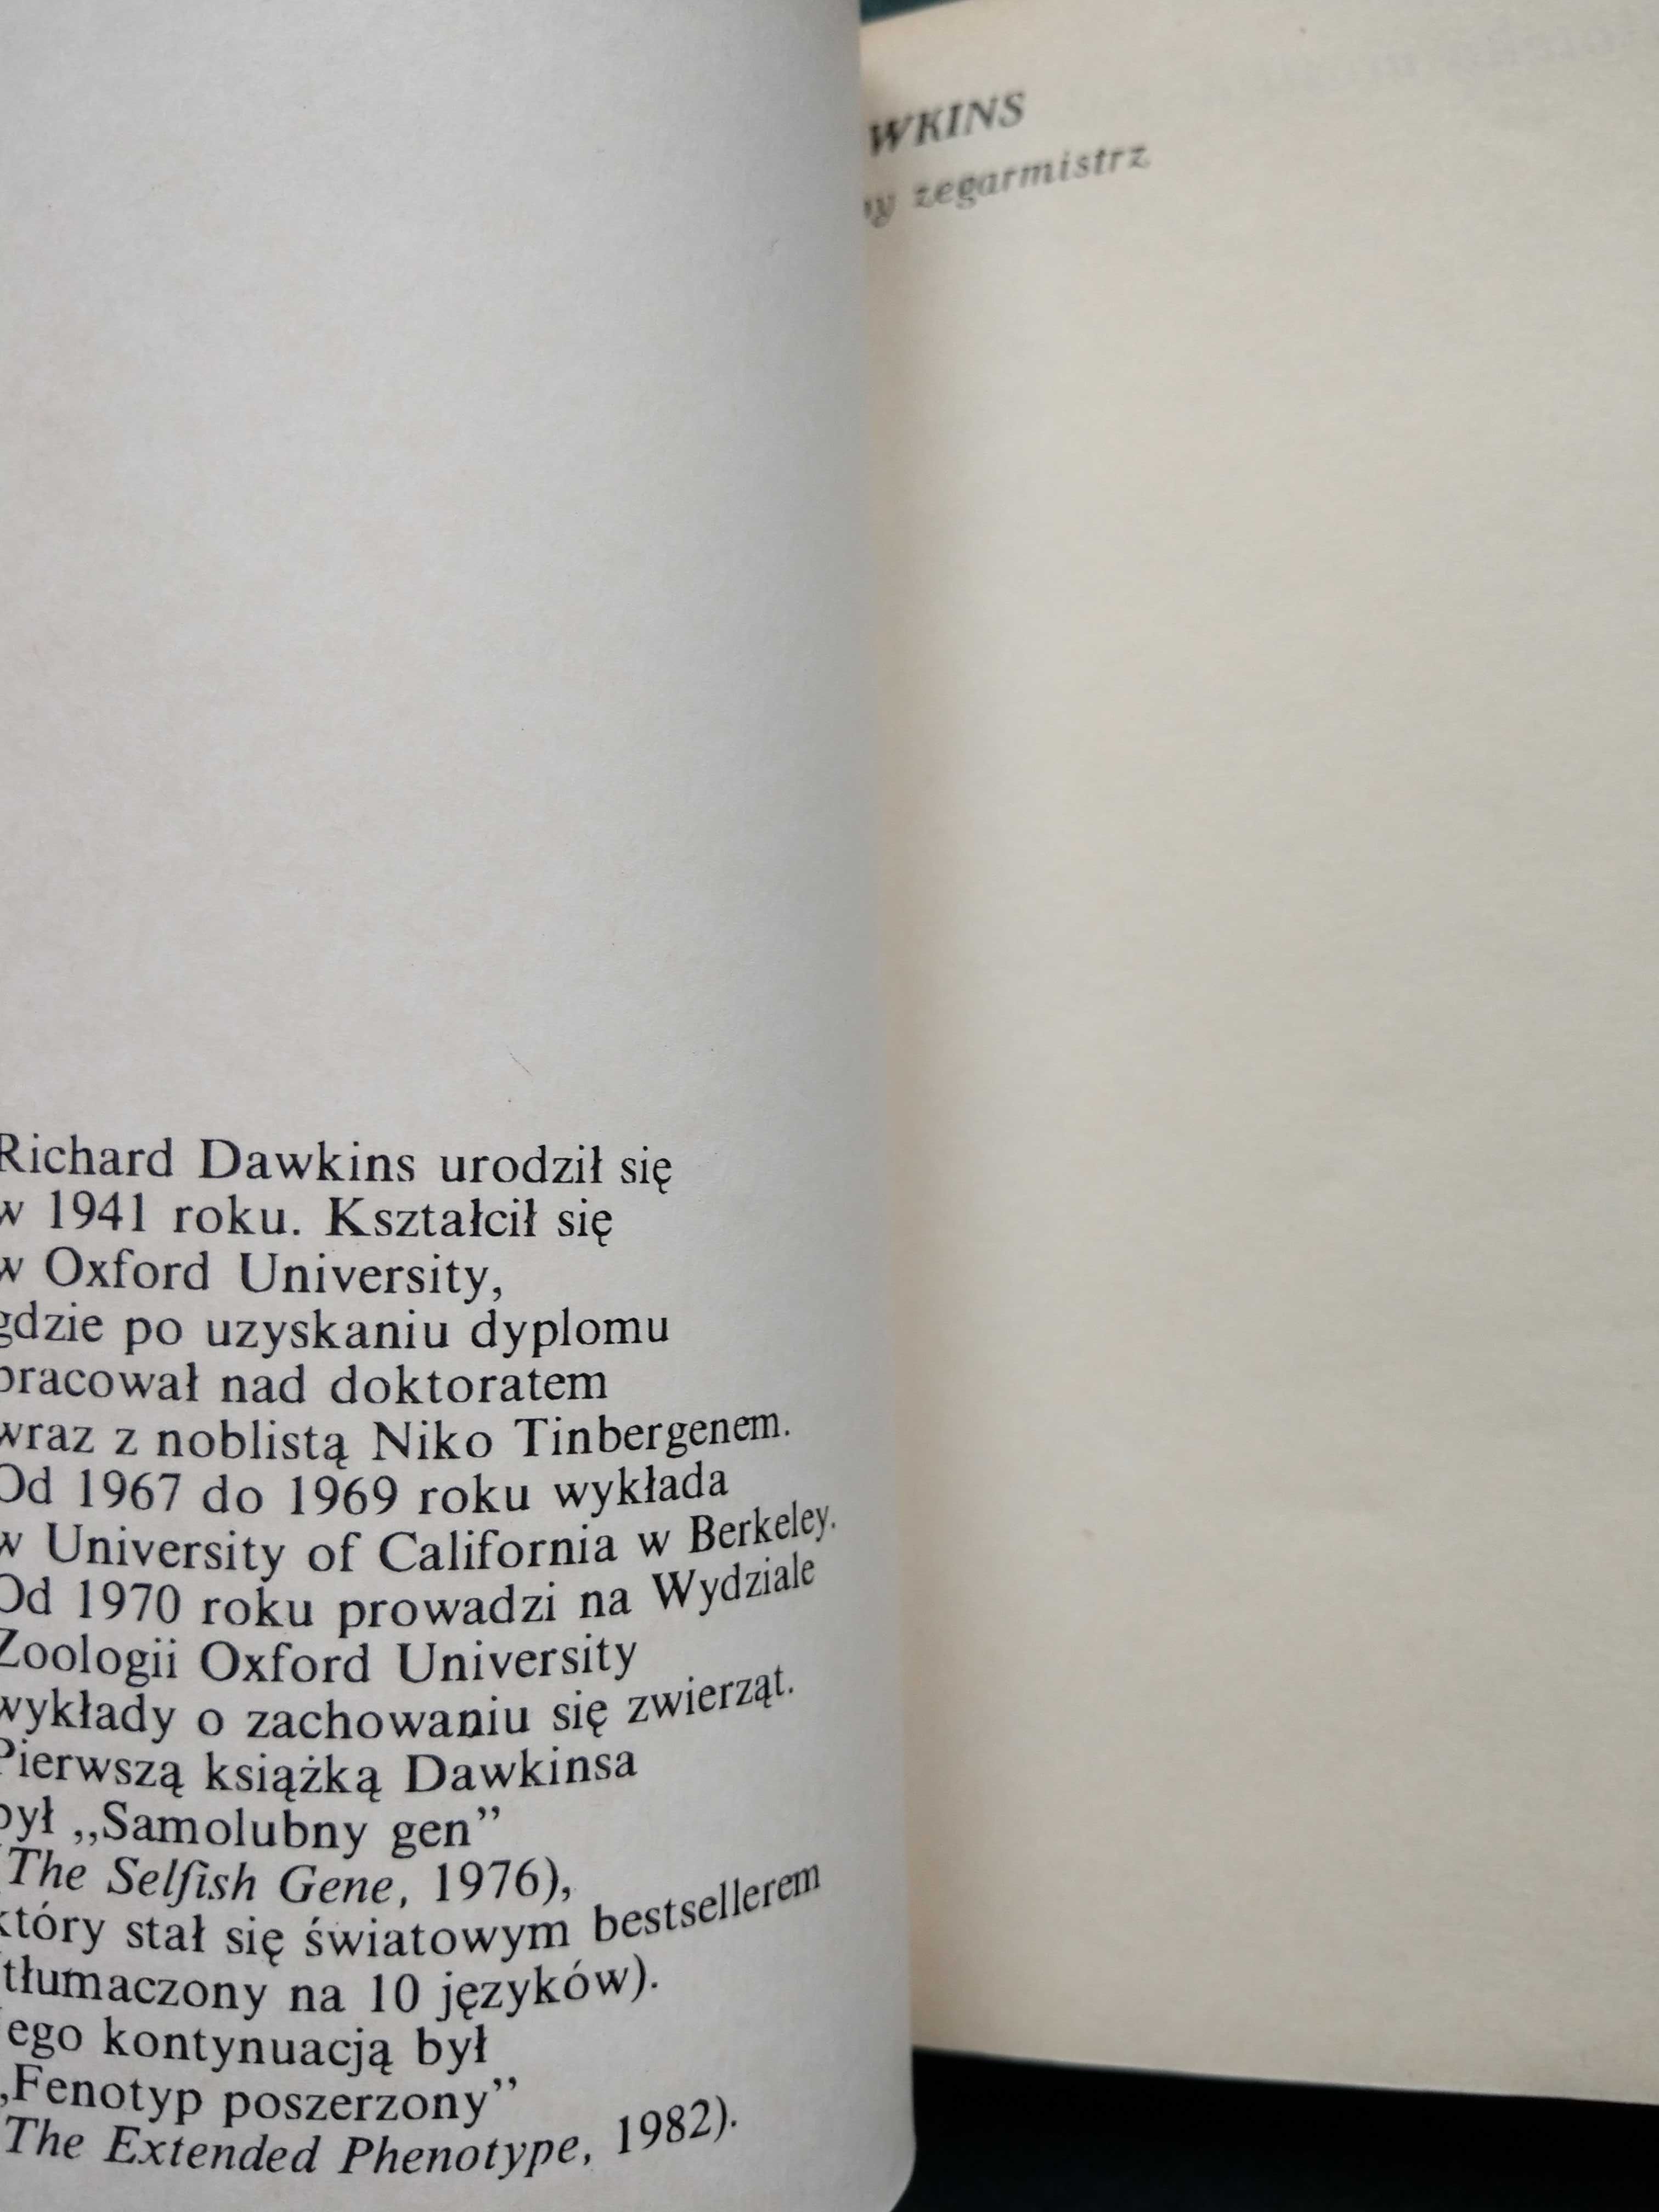 Richard Dawkins urodził się
w 1941 roku. Kształcił się
w Oxford University,
gdzie po uzyskaniu dyplomu
pracował nad doktoratem
wraz z noblistą Niko Tinbergenem.
Od 1967 do 1969 roku wykłada
w University of California w Berkeley.
Od 1970 roku prowadzi na Wydziale
Zoologii Oxford University
wykłady o zachowaniu się zwierząt.
Pierwszą książką Dawkinsa
był „Samolubny gen”
(The Selfish Gene, 1976),
który stał się światowym bestsellerem
(tłumaczony na 10 języków).
Jego kontynuacją był
„Fenotyp poszerzony”
(The Extended Phenotype, 1982).
WKINS
ny zegarmistrz